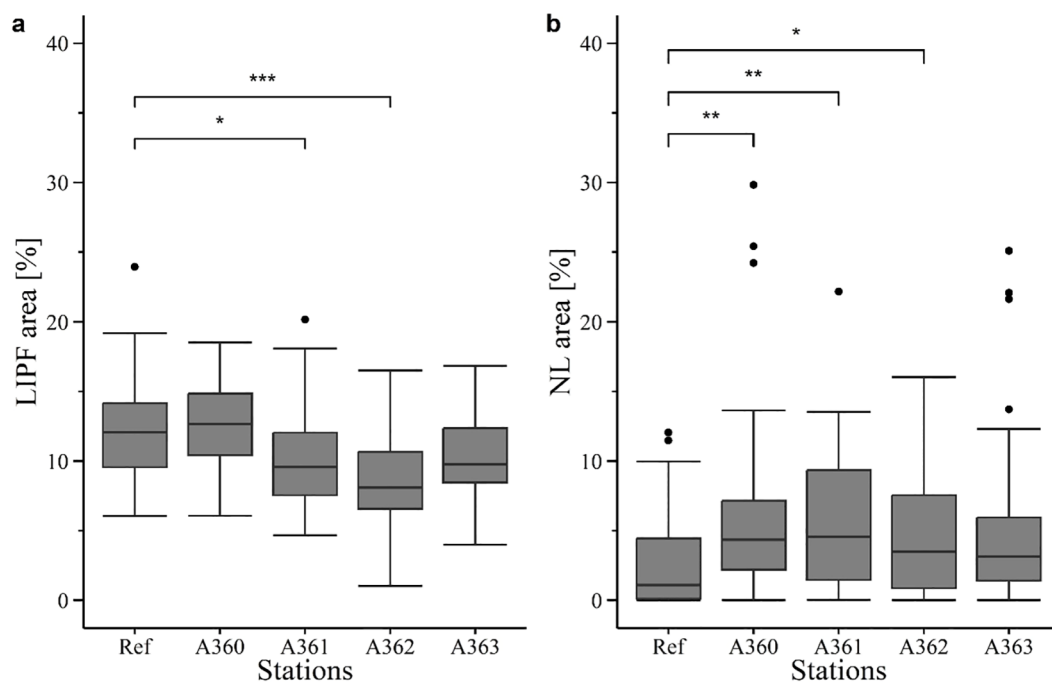 a
40
30
20
10
0
LIPF area [%]
***
*
Ref A360 A361 A362 A363
Stations
b
40
30
20
10
0
NL area [%]
*
**
**
Ref A360 A361 A362 A363
Stations